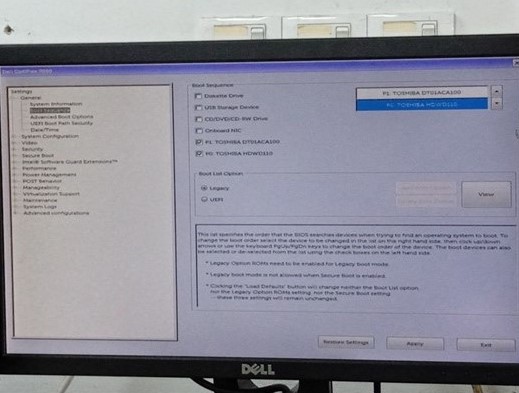 Dell OptiPlex 7050
Settings
General
System Information
Boot Sequence
Advanced Boot Options
UEFI Boot Path Security
Date/Time
System Configuration
Video
Security
Secure Boot
Intel® Software Guard Extensions™
Performance
Power Management
POST Behavior
Manageability
Virtualization Support
Maintenance
System Logs
Advanced configurations
Boot Sequence
Diskette Drive
USB Storage Device
CD/DVD/CD-RW Drive
Onboard NIC
P1: TOSHIBA DT01ACA100
P0: TOSHIBA HDWD110
P1: TOSHIBA DT01ACA100
P0: TOSHIBA HDWD110
Boot List Option
Legacy
UEFI
View
This list specifies the order that the BIOS searches devices when trying to find an operating system to boot. To
change the boot order select the device to be changed in the list on the right hand side, then click up/down
arrows or use the keyboard PgUp/PgDn keys to change the boot order of the device. The boot devices can also
be selected or de-selected from the list using the check boxes on the left hand side.
* Legacy Option ROMs need to be enabled for Legacy boot mode.
* Legacy boot mode is not allowed when Secure Boot is enabled.
* Clicking the 'Load Defaults' button will change neither the Boot List option,
nor the Legacy Option ROMs setting, nor the Secure Boot setting
—these three settings will remain unchanged.
Restore Settings
Apply
Exit
DELL